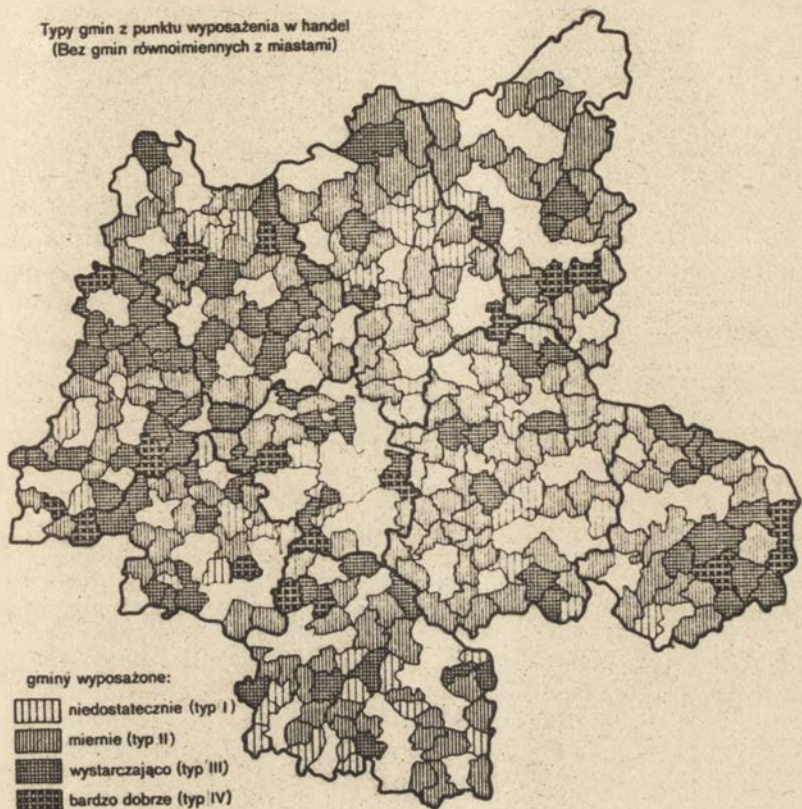 Typy gmin z punktu wyposażenia w handel
(Bez gmin równoimiennych z miastami)
gminy wyposażone:
niedostatecznie (typ I)
miernie (typ II)
wystarczająco (typ III)
bardzo dobrze (typ IV)